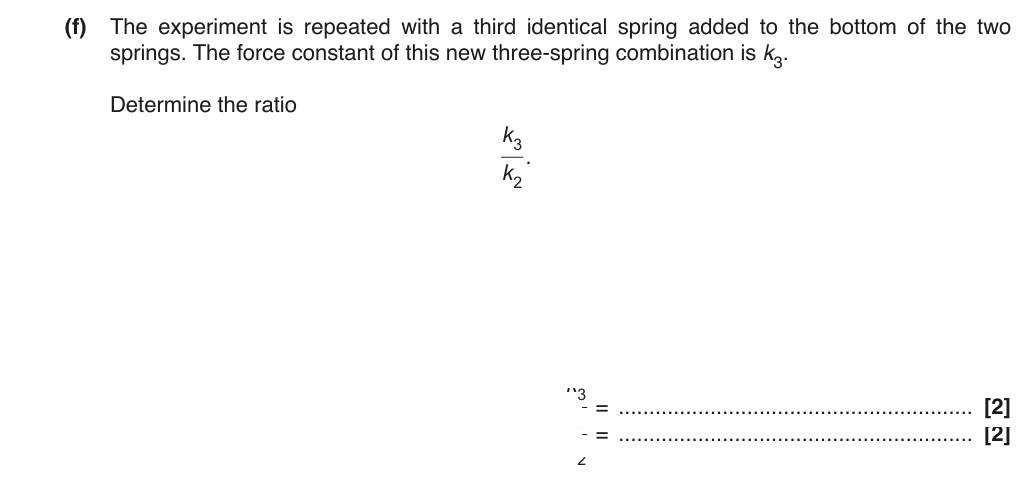 (f) The experiment is repeated with a third identical spring added to the bottom of the two
springs. The force constant of this new three-spring combination is k₃.
Determine the ratio
k₃
k₂ .
3
= .......................................................... [2]
= .......................................................... [2]